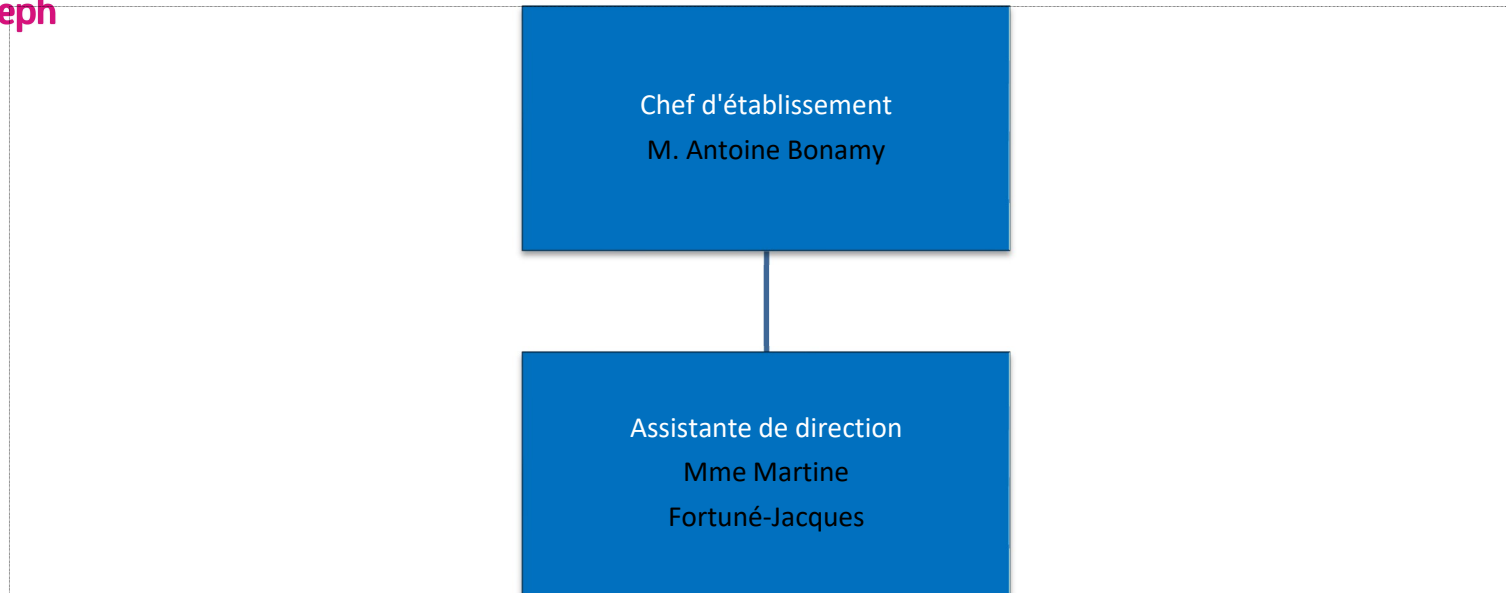 eph
Chef d'établissement
M. Antoine Bonamy
Assistante de direction
Mme Martine
Fortuné-Jacques